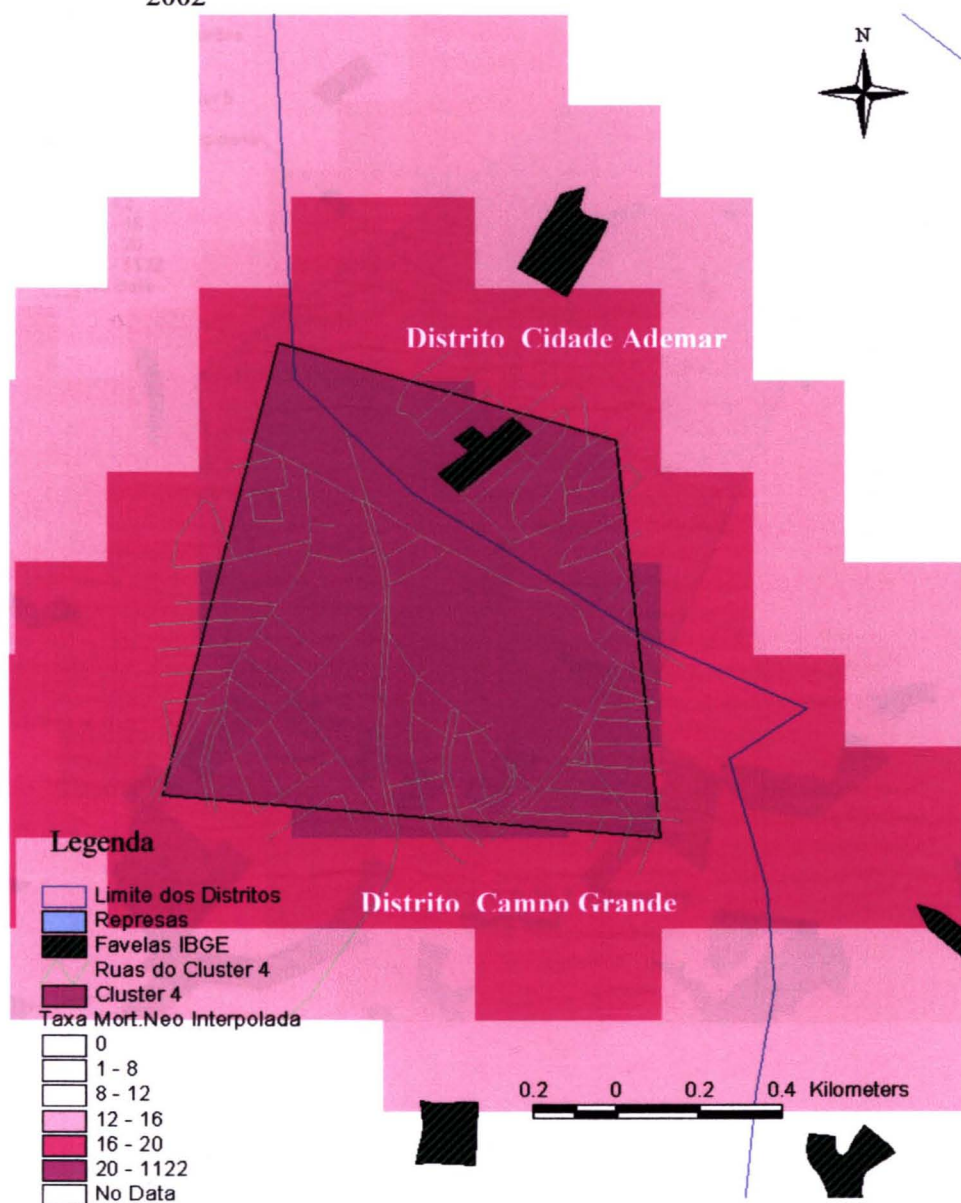 2002
N
Distrito Cidade Ademar
Legenda
Limite dos Distritos
Represas
Favelas IBGE
Ruas do Cluster 4
Cluster 4
Taxa Mort.Neo Interpolada
0
1 - 8
8 - 12
12 - 16
16 - 20
20 - 1122
No Data
Distrito Campo Grande
0.2 0 0.2 0.4 Kilometers